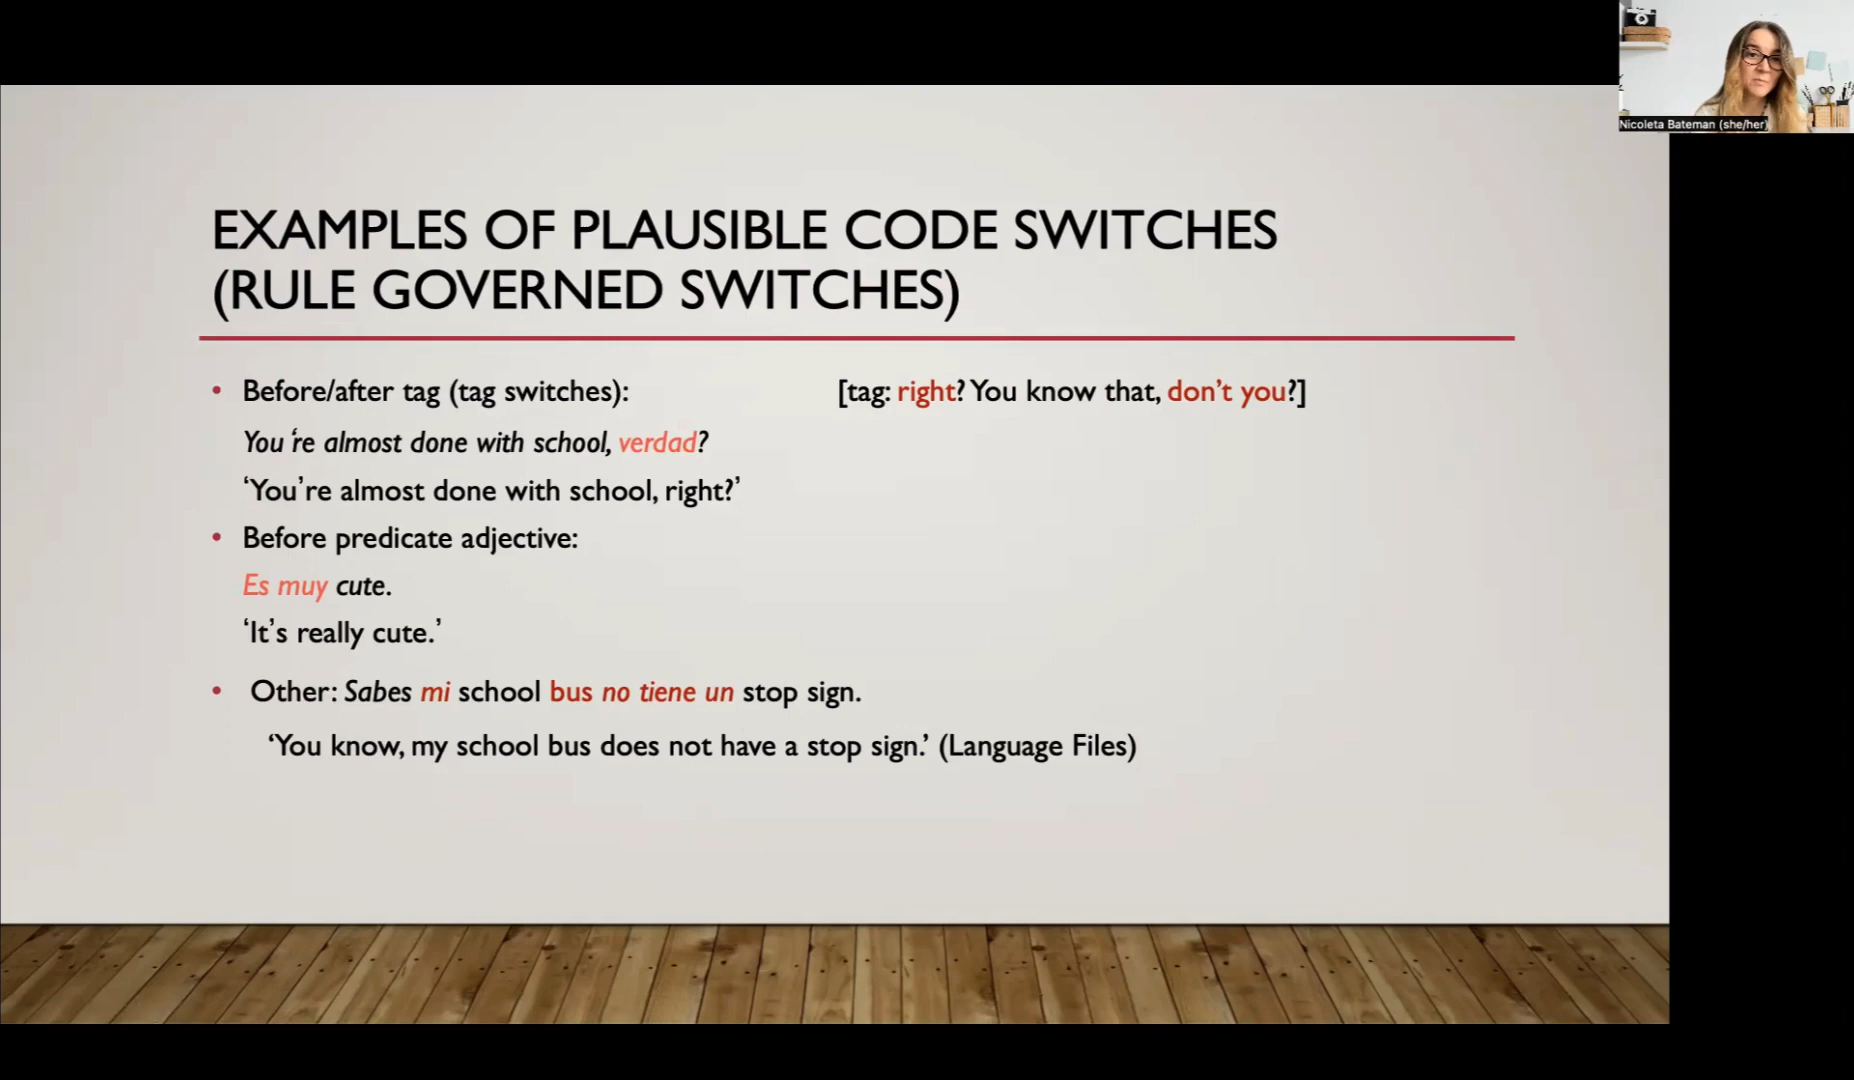 Nicoleta Bateman (she/her)
EXAMPLES OF PLAUSIBLE CODE SWITCHES
(RULE GOVERNED SWITCHES)
• Before/after tag (tag switches): [tag: right? You know that, don't you?]
You 're almost done with school, verdad?
'You're almost done with school, right?'
• Before predicate adjective:
Es muy cute.
'It's really cute.'
• Other: Sabes mi school bus no tiene un stop sign.
'You know, my school bus does not have a stop sign.' (Language Files)